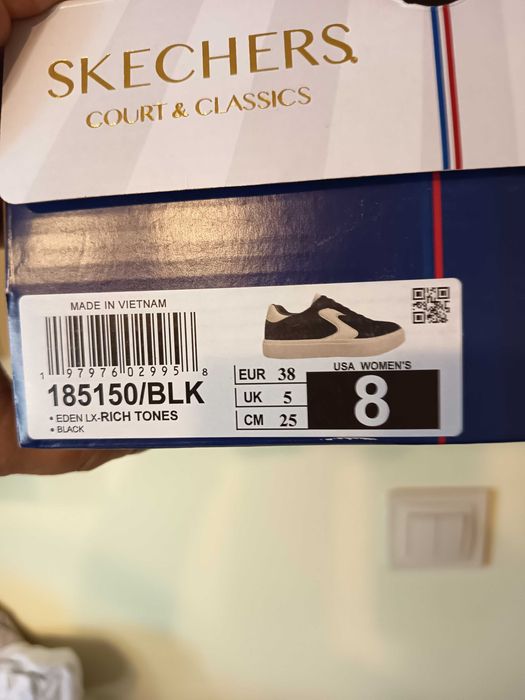 SKECHERS
COURT & CLASSICS
MADE IN VIETNAM
1 97976 02995 8
185150/BLK
• EDEN LX-RICH TONES
• BLACK
EUR 38
UK 5
CM 25
USA WOMEN'S
8